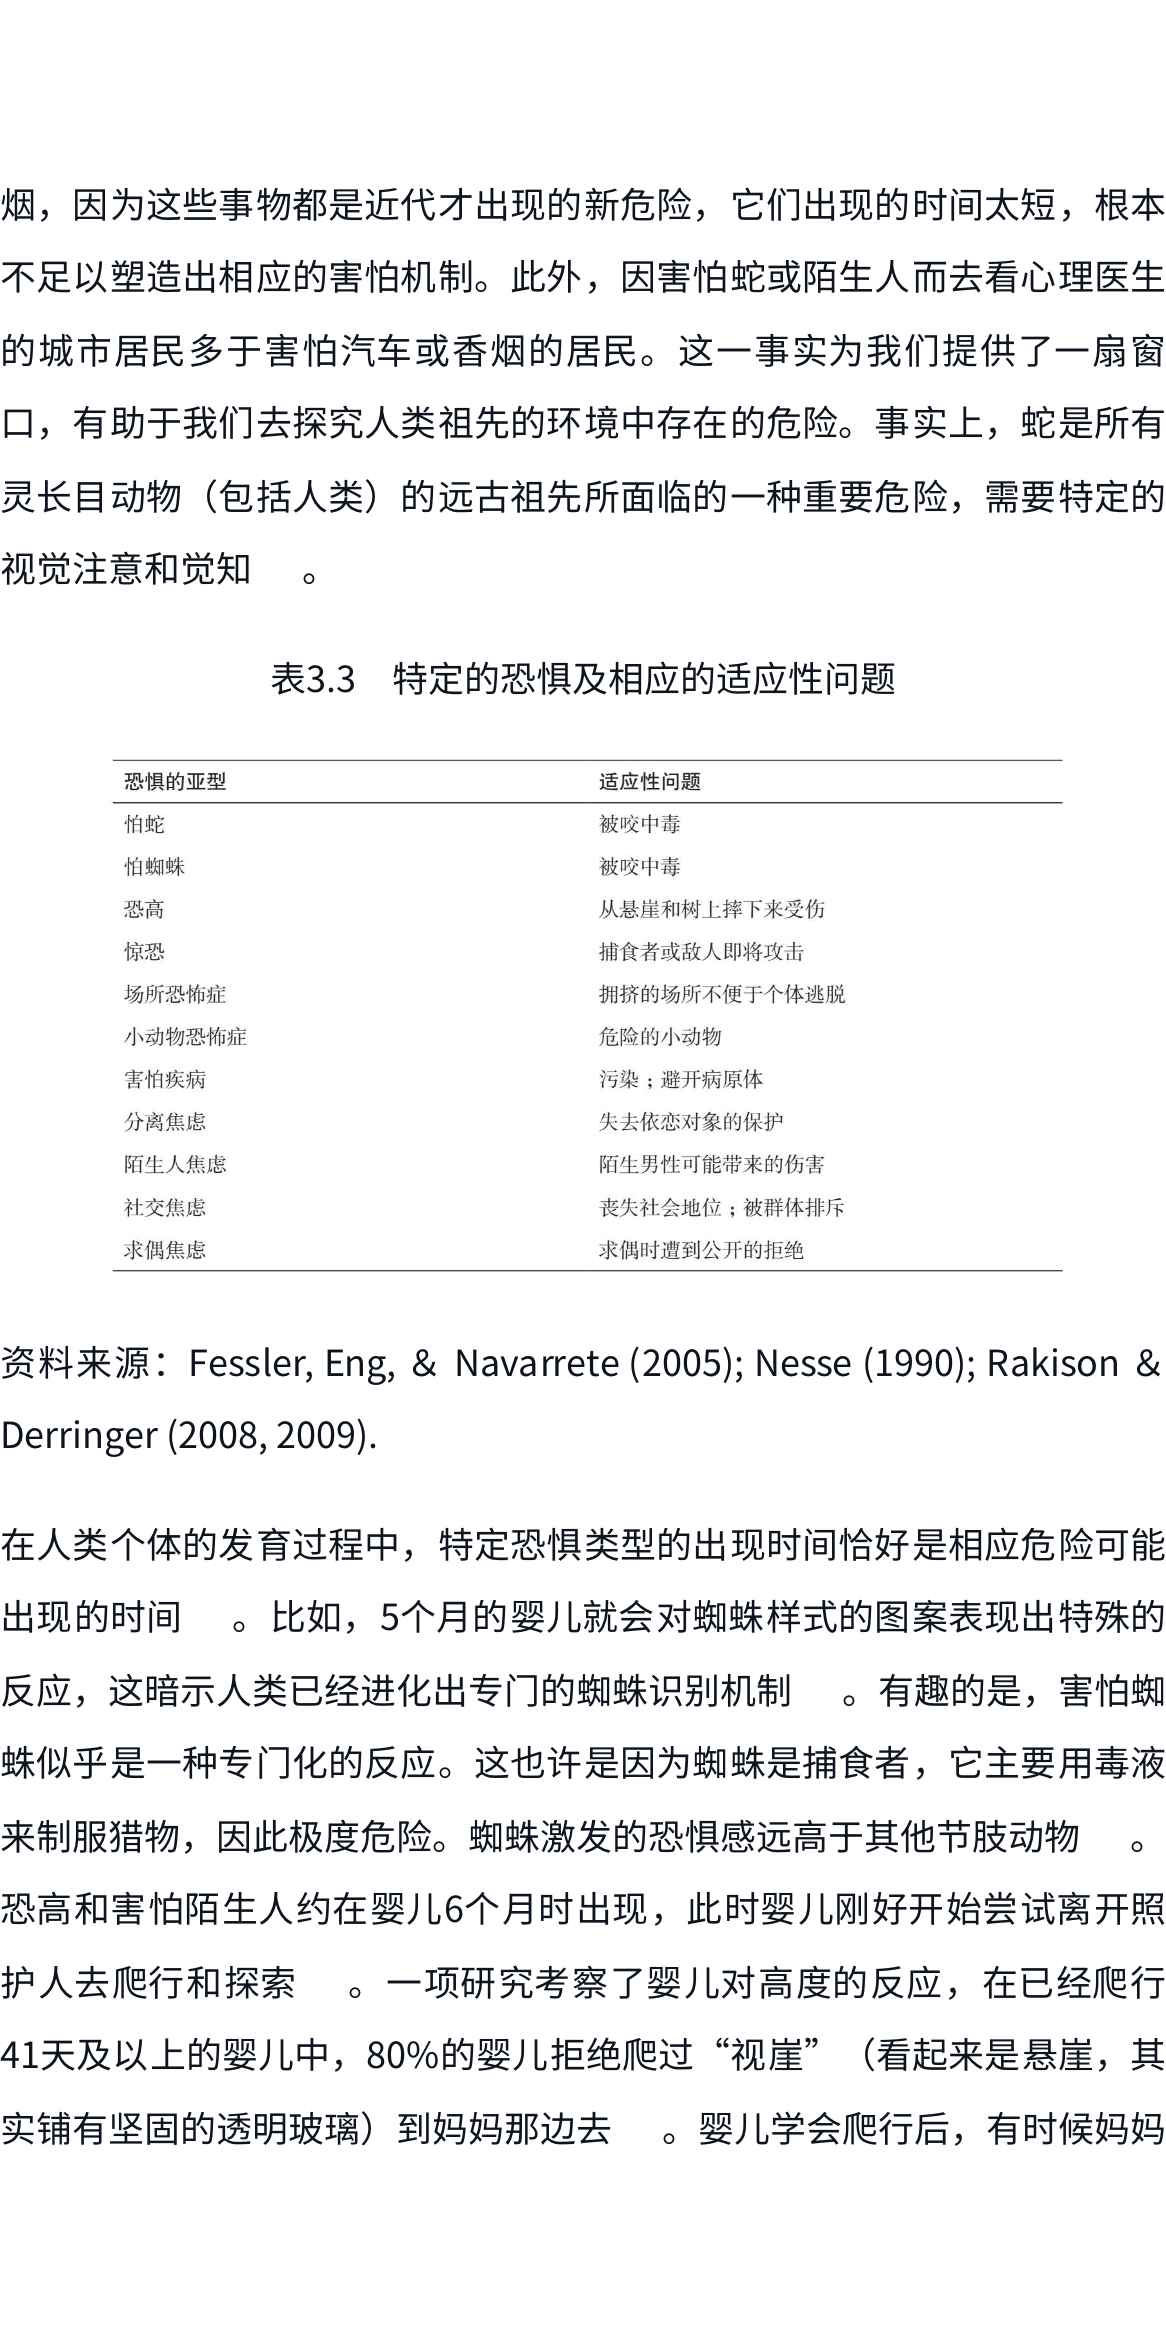 烟，因为这些事物都是近代才出现的新危险，它们出现的时间太短，根本
不足以塑造出相应的害怕机制。此外，因害怕蛇或陌生人而去看心理医生
的城市居民多于害怕汽车或香烟的居民。这一事实为我们提供了一扇窗
口，有助于我们去探究人类祖先的环境中存在的危险。事实上，蛇是所有
灵长目动物（包括人类）的远古祖先所面临的一种重要危险，需要特定的
视觉注意和觉知 。
表3.3 特定的恐惧及相应的适应性问题
恐惧的亚型 适应性问题
怕蛇 被咬中毒
怕蜘蛛 被咬中毒
恐高 从悬崖和树上摔下来受伤
惊恐 捕食者或敌人即将攻击
场所恐怖症 拥挤的场所不便于个体逃脱
小动物恐怖症 危险的小动物
害怕疾病 污染；避开病原体
分离焦虑 失去依恋对象的保护
陌生人焦虑 陌生男性可能带来的伤害
社交焦虑 丧失社会地位；被群体排斥
求偶焦虑 求偶时遭到公开的拒绝
资料来源：Fessler, Eng, ＆ Navarrete (2005); Nesse (1990); Rakison ＆
Derringer (2008, 2009).
在人类个体的发育过程中，特定恐惧类型的出现时间恰好是相应危险可能
出现的时间 。比如，5个月的婴儿就会对蜘蛛样式的图案表现出特殊的
反应，这暗示人类已经进化出专门的蜘蛛识别机制 。有趣的是，害怕蜘
蛛似乎是一种专门化的反应。这也许是因为蜘蛛是捕食者，它主要用毒液
来制服猎物，因此极度危险。蜘蛛激发的恐惧感远高于其他节肢动物 。
恐高和害怕陌生人约在婴儿6个月时出现，此时婴儿刚好开始尝试离开照
护人去爬行和探索 。一项研究考察了婴儿对高度的反应，在已经爬行
41天及以上的婴儿中，80%的婴儿拒绝爬过“视崖”（看起来是悬崖，其
实铺有坚固的透明玻璃）到妈妈那边去 。婴儿学会爬行后，有时候妈妈